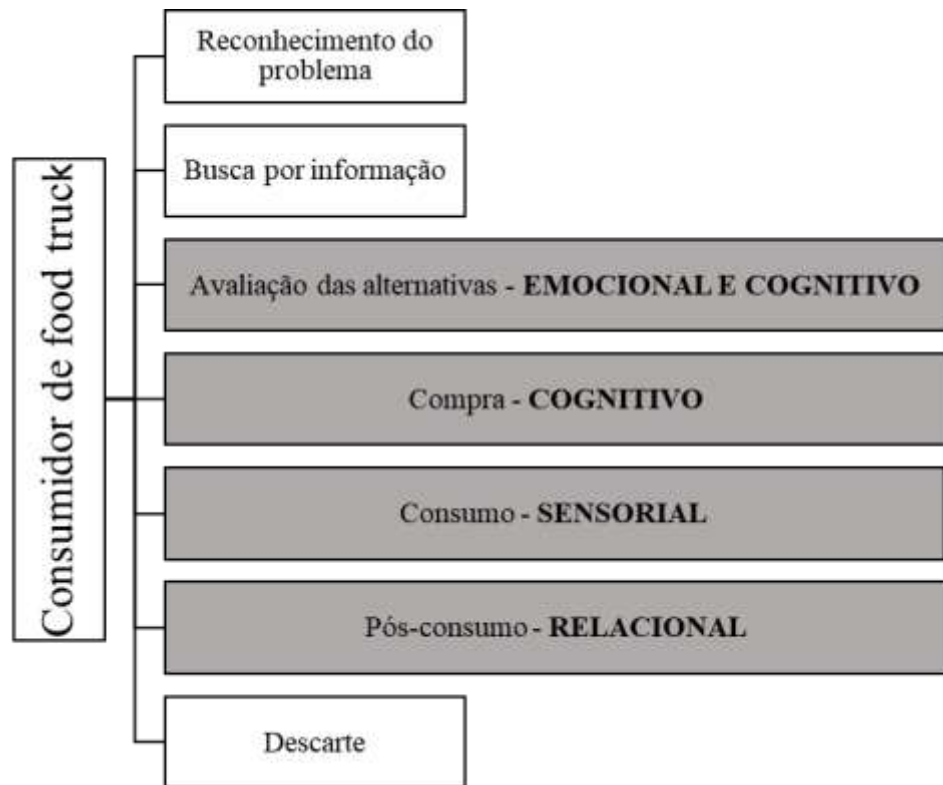 Consumidor de food truck
Reconhecimento do
problema
Busca por informação
Avaliação das alternativas - EMOCIONAL E COGNITIVO
Compra - COGNITIVO
Consumo - SENSORIAL
Pós-consumo - RELACIONAL
Descarte